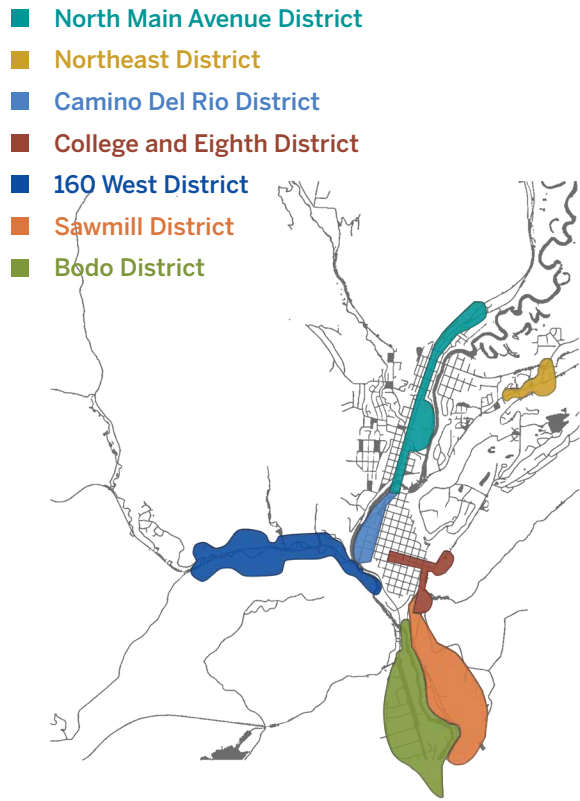 North Main Avenue District
Northeast District
Camino Del Rio District
College and Eighth District
160 West District
Sawmill District
Bodo District